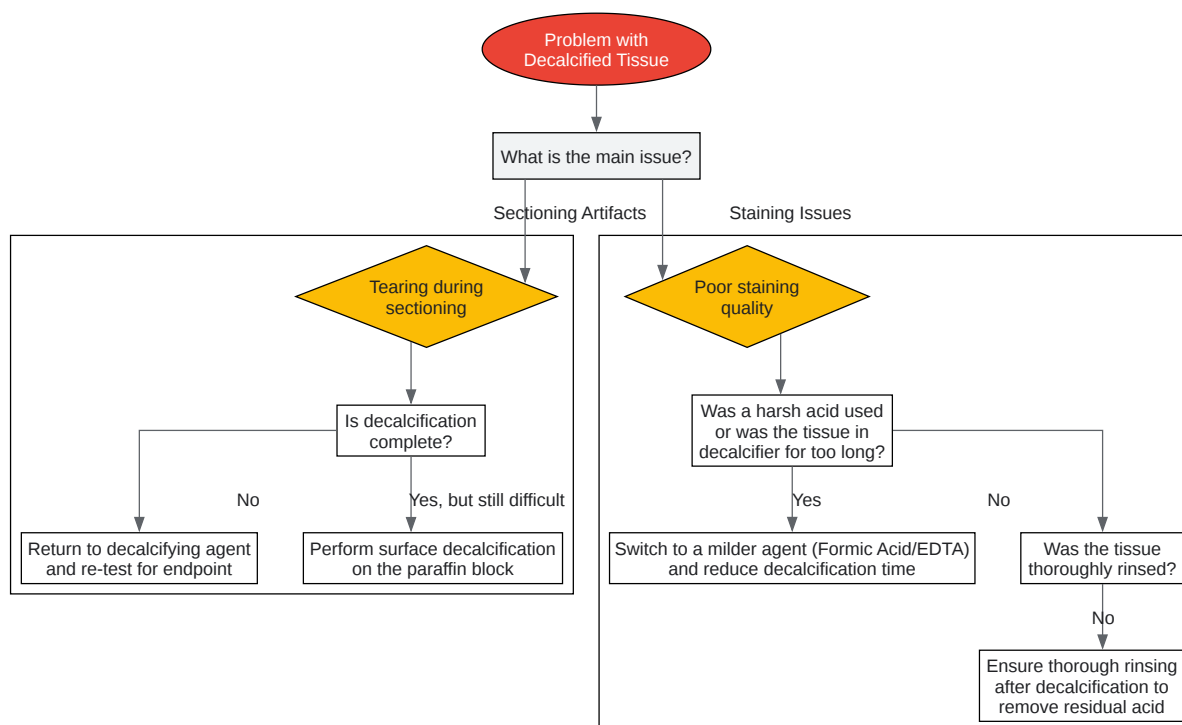 Problem with
Decalcified Tissue
What is the main issue?
Sectioning Artifacts
Staining Issues
Tearing during
sectioning
Poor staining
quality
Is decalcification
complete?
Was a harsh acid used
or was the tissue in
decalcifier for too long?
No
Yes, but still difficult
Yes
No
Return to decalcifying agent
and re-test for endpoint
Perform surface decalcification
on the paraffin block
Switch to a milder agent (Formic Acid/EDTA)
and reduce decalcification time
Was the tissue
thoroughly rinsed?
No
Ensure thorough rinsing
after decalcification to
remove residual acid